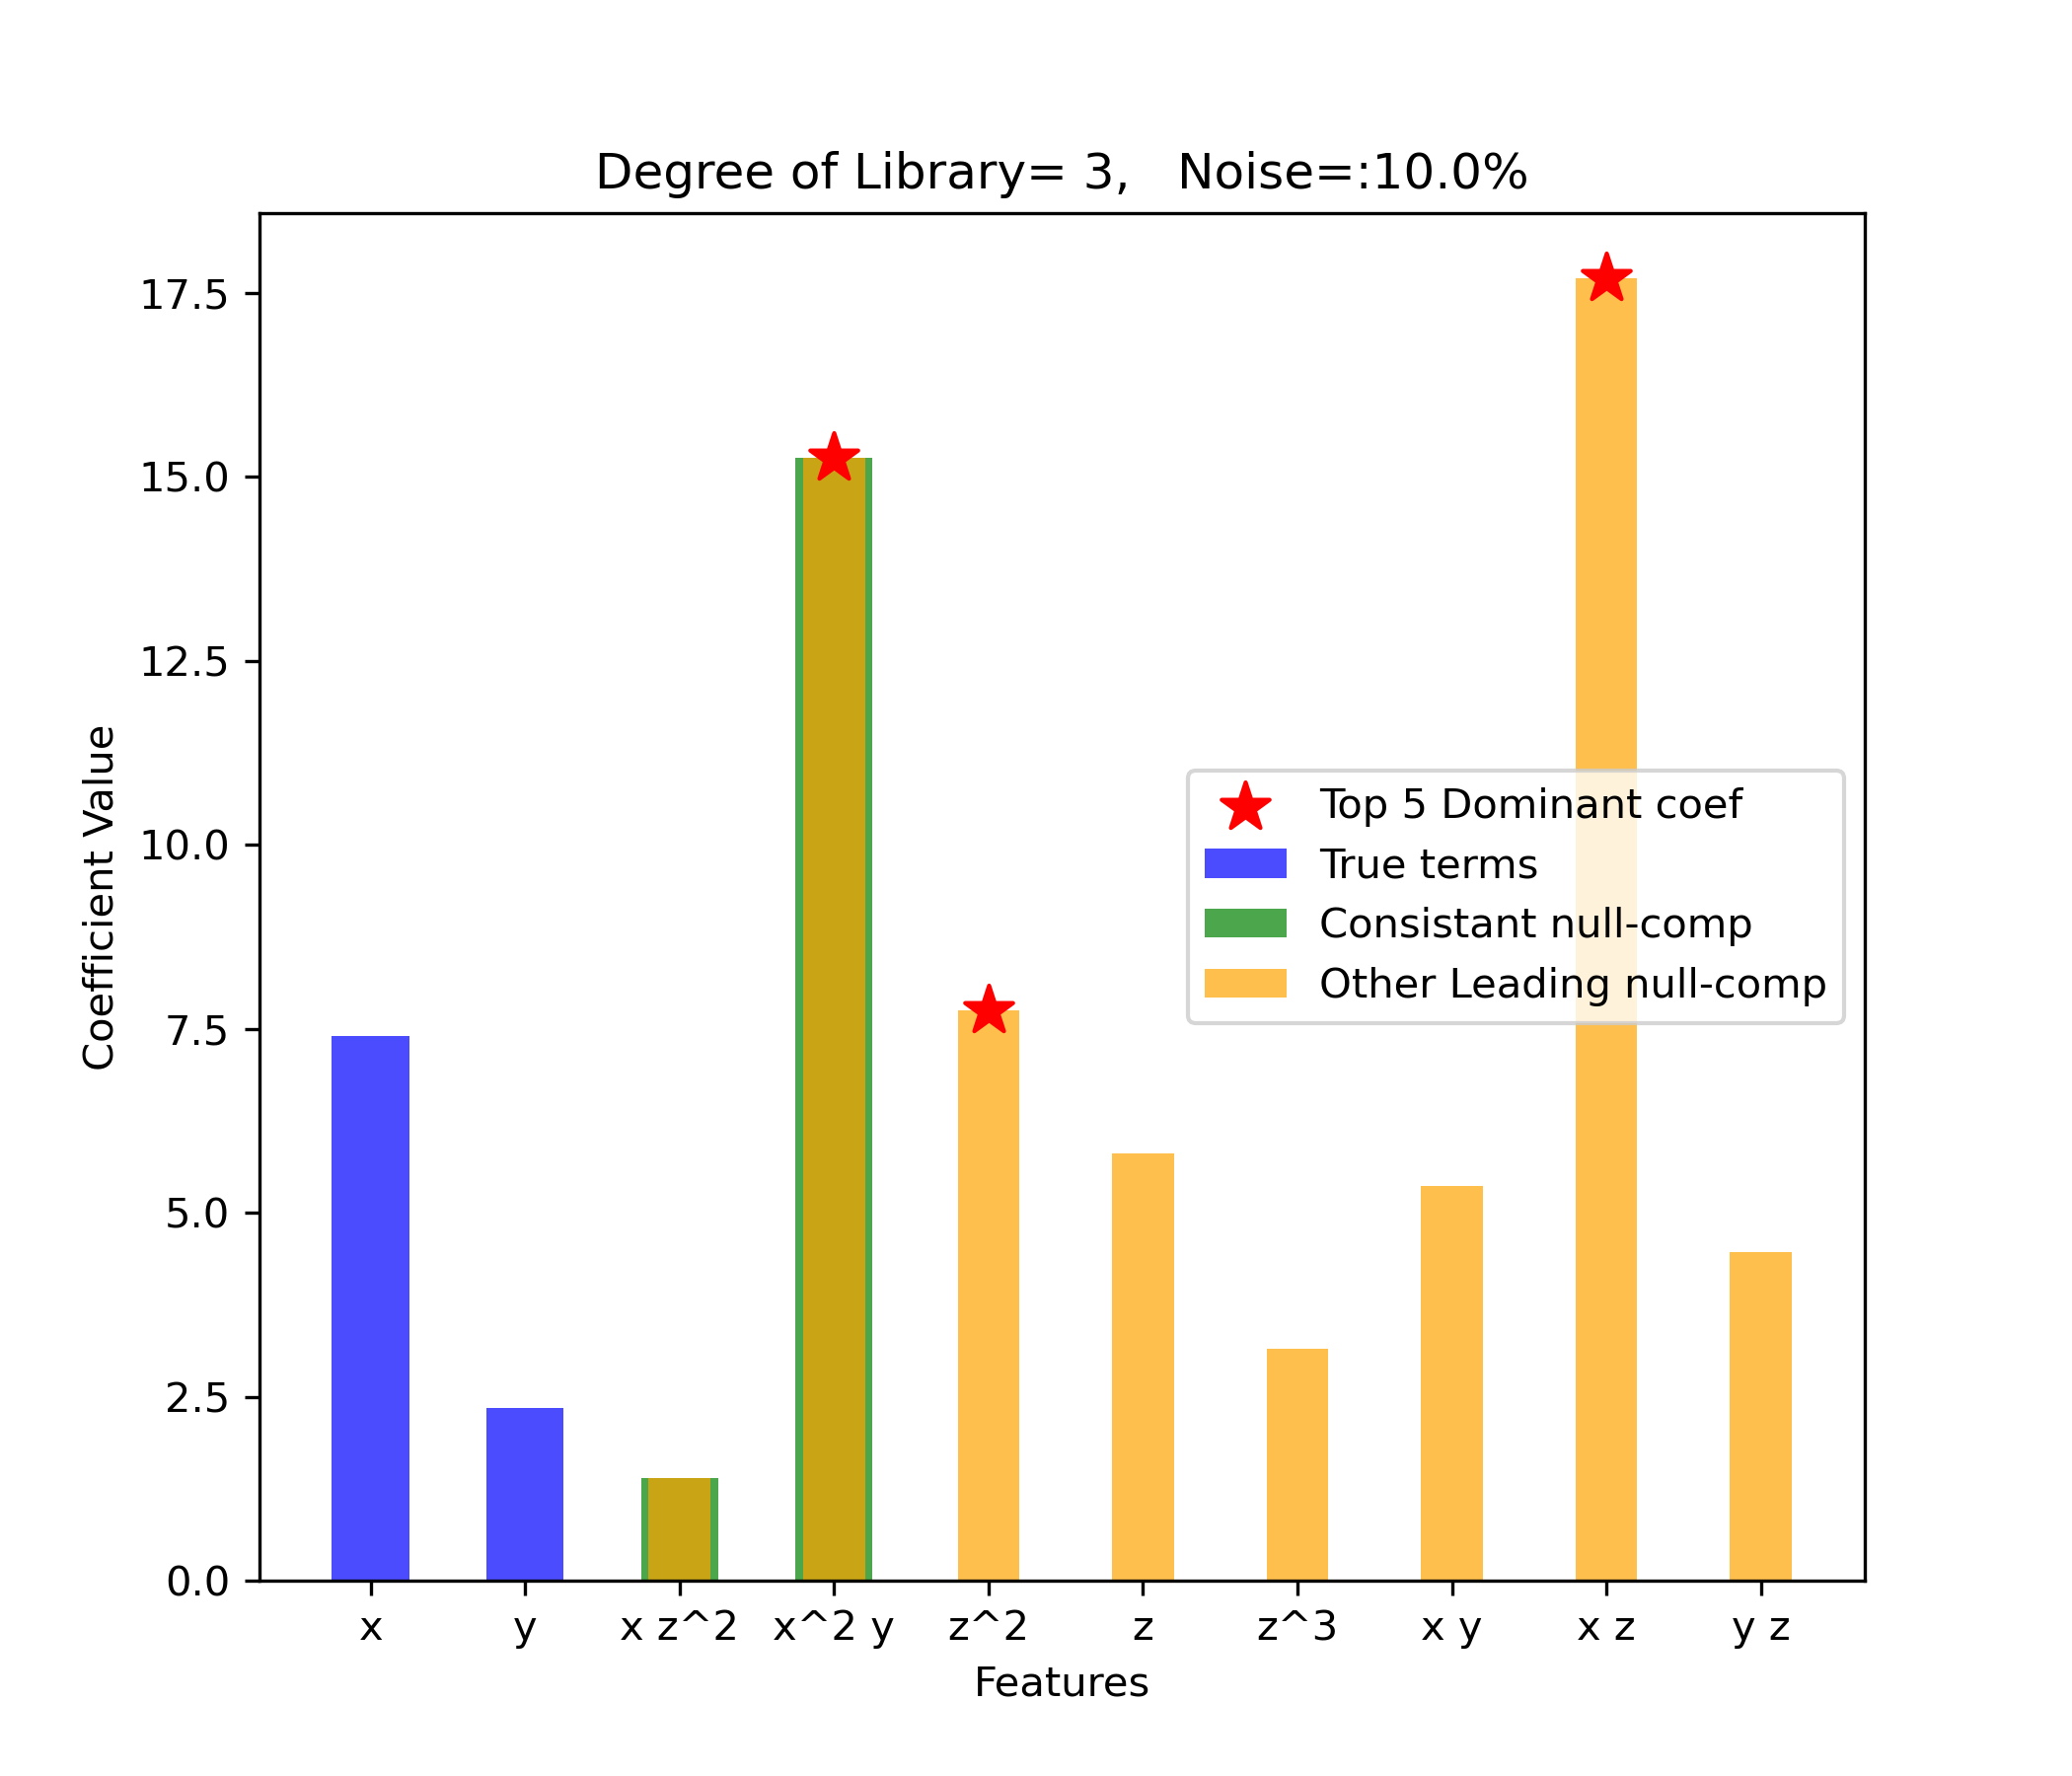 Degree of Library= 3,   Noise=:10.0%
17.5
15.0
12.5
10.0
7.5
5.0
2.5
0.0
Coefficient Value
Top 5 Dominant coef
True terms
Consistant null-comp
Other Leading null-comp
x y x z^2 x^2 y z^2 z z^3 x y x z y z
Features